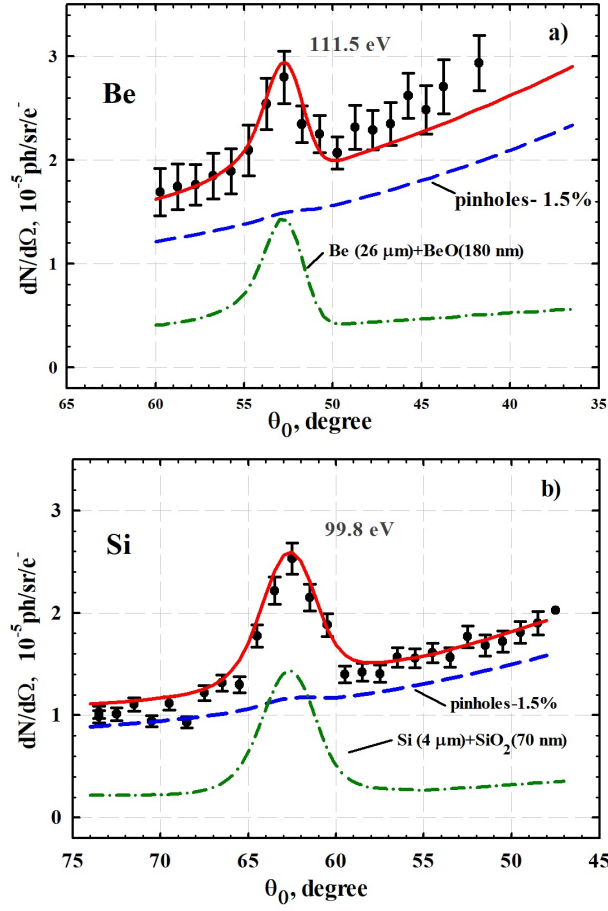 a)
111.5 eV
Be
3
2
1
0
dN/dΩ, 10⁻⁵ph/sr/e⁻
pinholes- 1.5%
Be (26 μm)+BeO(180 nm)
65 60 55 50 45 40 35
θ₀, degree
b)
99.8 eV
Si
3
2
1
0
dN/dΩ, 10⁻⁵ph/sr/e⁻
pinholes-1.5%
Si (4 μm)+SiO₂(70 nm)
75 70 65 60 55 50 45
θ₀, degree